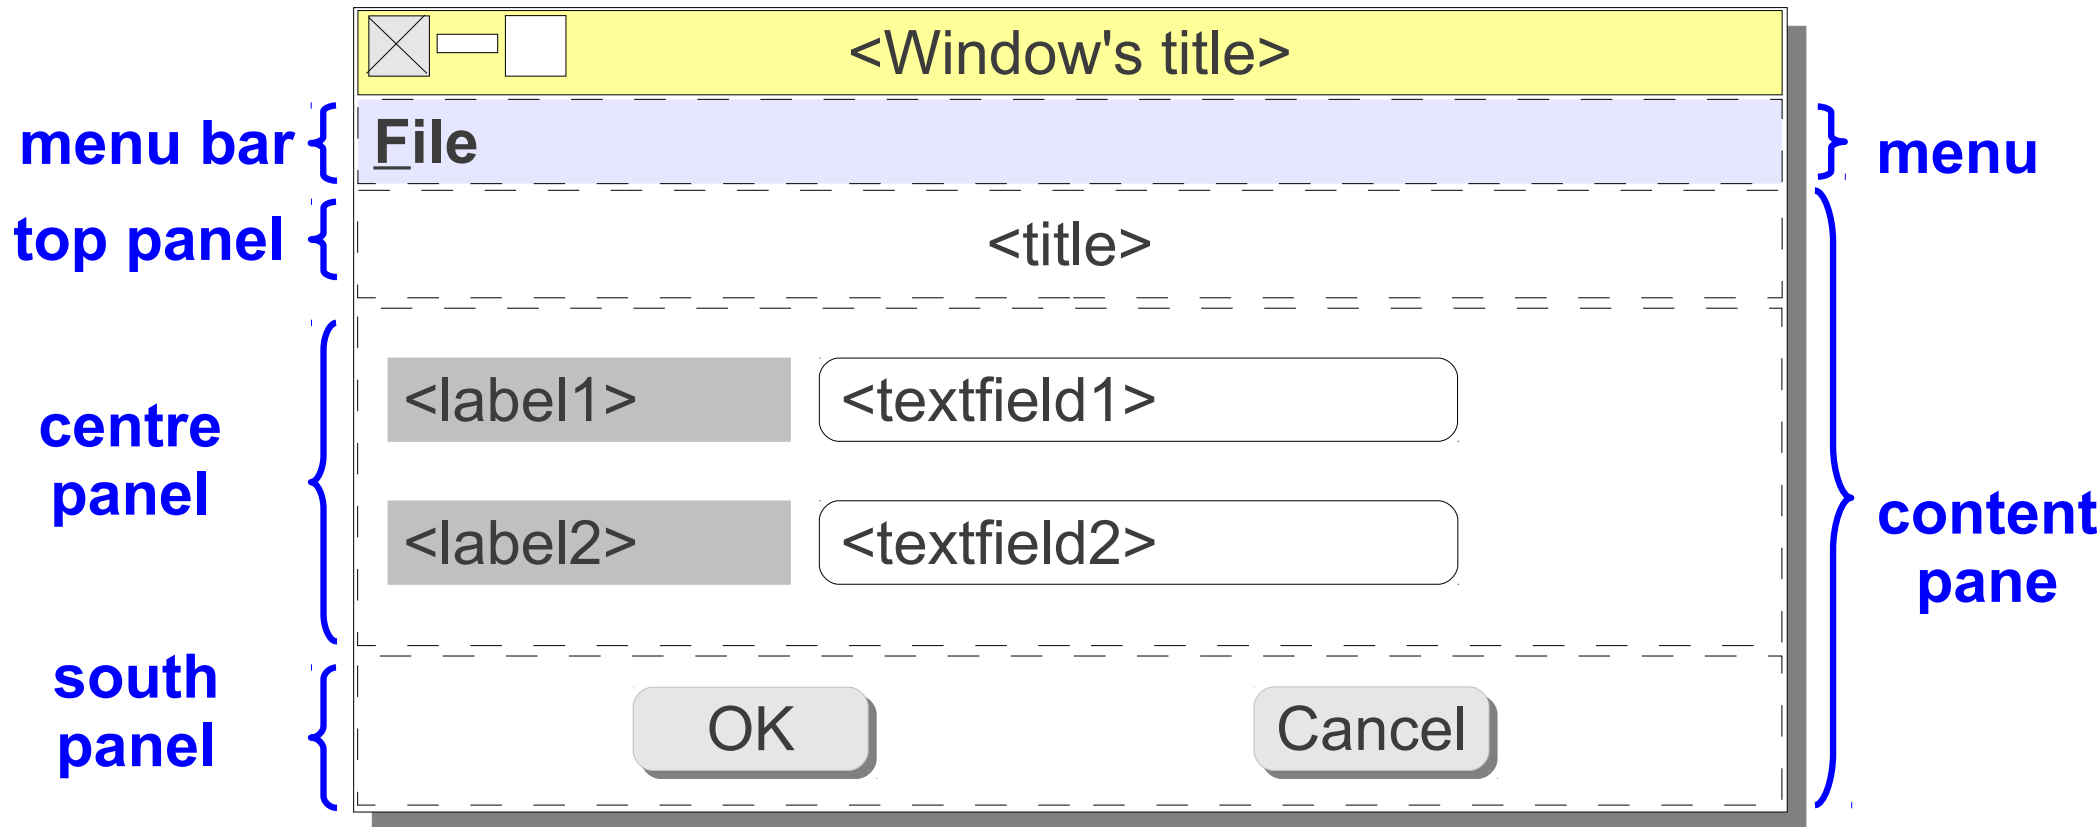 <Window's title>
menu bar
File
menu
top panel
<title>
centre
panel
<label1>
<textfield1>
<label2>
<textfield2>
content
pane
south
panel
OK
Cancel